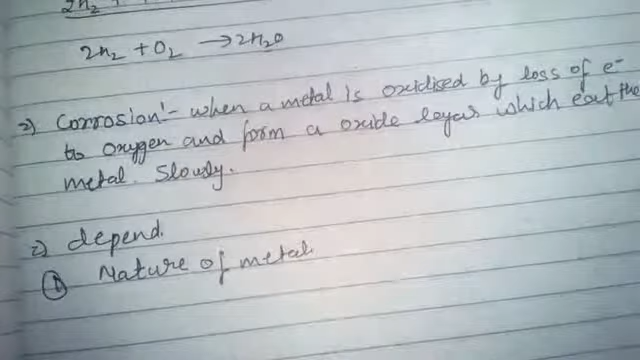 2H₂ + O₂ → 2H₂O
⇒) Corrosion:- when a metal is oxidised by loss of e-
to oxygen and form a oxide leyar which eat the
metal. Slowly.
⇒) depend.
① Nature of metal.